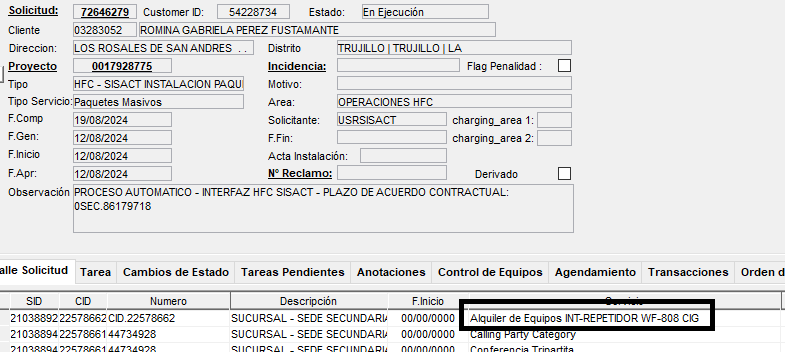 Solicitud: 72646279 Customer ID: 54228734 Estado: En Ejecución
Cliente 03283052 ROMINA GABRIELA PEREZ FUSTAMANTE
Direccion: LOS ROSALES DE SAN ANDRES . . Distrito TRUJILLO | TRUJILLO | LA
Proyecto 0017928775 Incidencia: Flag Penalidad :
Tipo HFC - SISACT INSTALACION PAQU Motivo:
Tipo Servicio: Paquetes Masivos Area: OPERACIONES HFC
F.Comp 19/08/2024 Solicitante: USRSISACT charging_area 1:
F.Gen: 12/08/2024 F.Fin: charging_area 2:
F.Inicio 12/08/2024 Acta Instalación:
F.Apr: 12/08/2024 Nº Reclamo: Derivado
Observación PROCESO AUTOMATICO - INTERFAZ HFC SISACT - PLAZO DE ACUERDO CONTRACTUAL:
0SEC.86179718
alle Solicitud Tarea Cambios de Estado Tareas Pendientes Anotaciones Control de Equipos Agendamiento Transacciones Orden d
SID CID Numero Descripción F.Inicio Servicio
21038892 22578662 CID.22578662 SUCURSAL - SEDE SECUNDARIA 00/00/0000 Alquiler de Equipos INT-REPETIDOR WF-808 CIG
21038894 22578661 44734928 SUCURSAL - SEDE SECUNDARIA 00/00/0000 Calling Party Category
22578661 44734928 SUCURSAL - SEDE SECUNDARIA 00/00/0000 Conferencia Tripartita